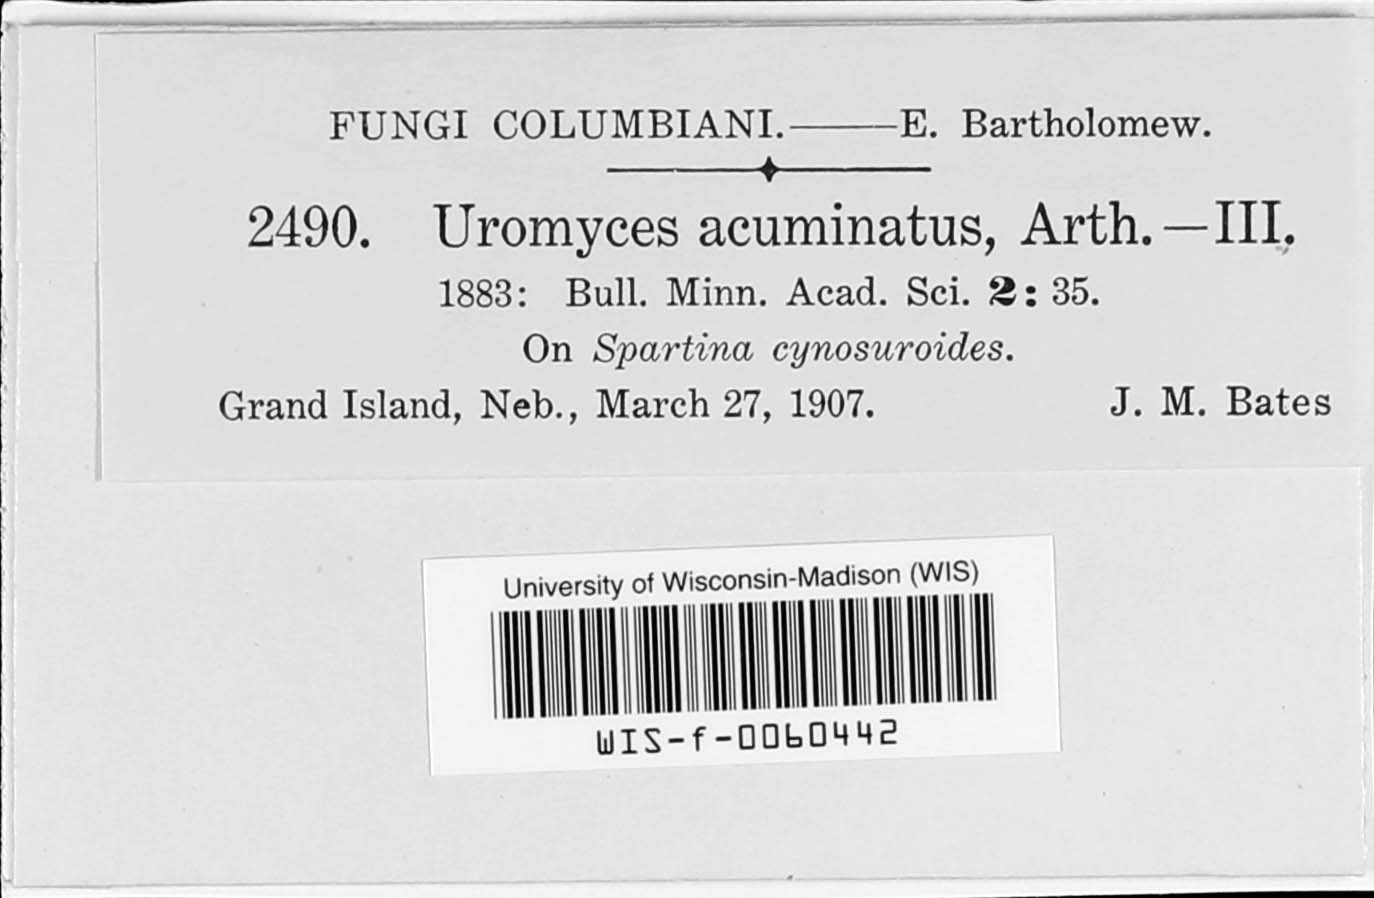 FUNGI COLUMBIANI.——E. Bartholomew.
2490. Uromyces acuminatus, Arth.—III.
1883: Bull. Minn. Acad. Sci. 2: 35.
On Spartina cynosuroides.
Grand Island, Neb., March 27, 1907. J. M. Bates
University of Wisconsin-Madison (WIS)
WIS-f-0060442